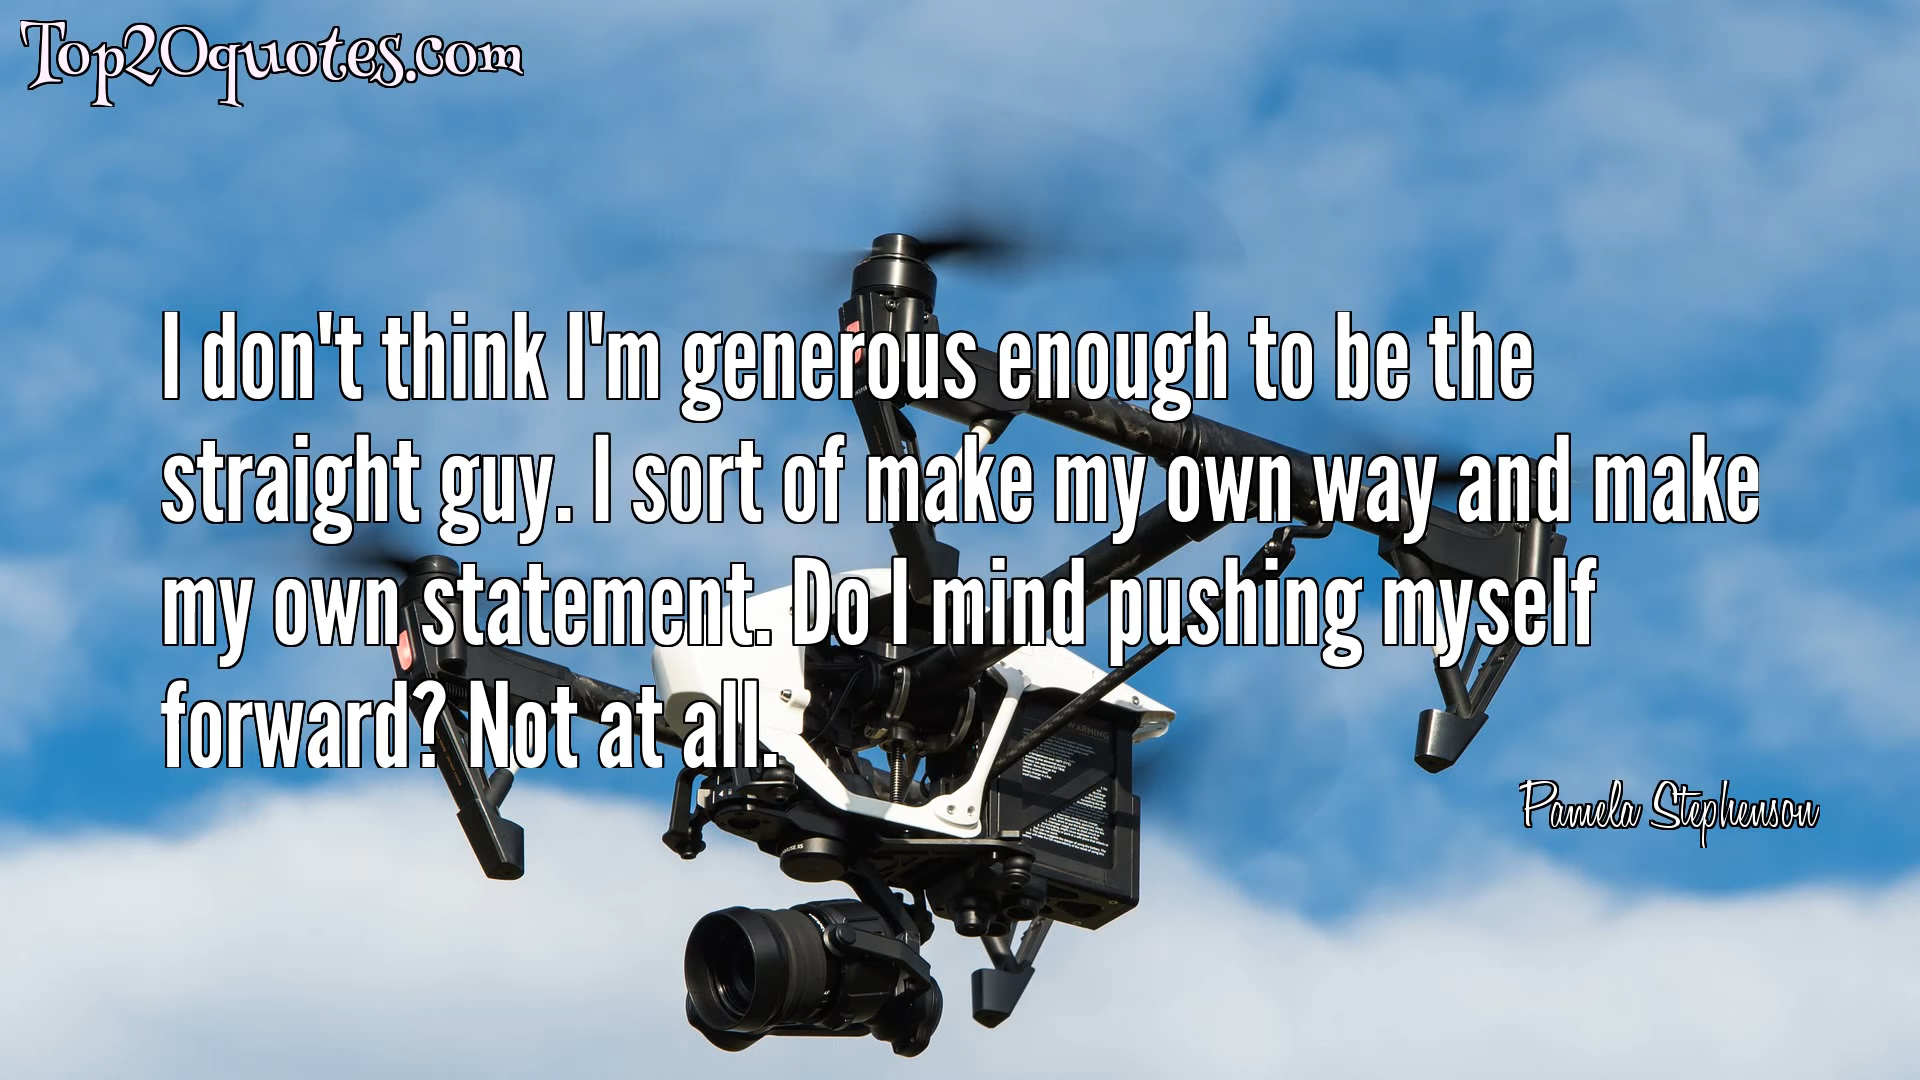 Top20quotes.com
I don't think I'm generous enough to be the
straight guy. I sort of make my own way and make
my own statement. Do I mind pushing myself
forward? Not at all.
Pamela Stephenson
WARNING